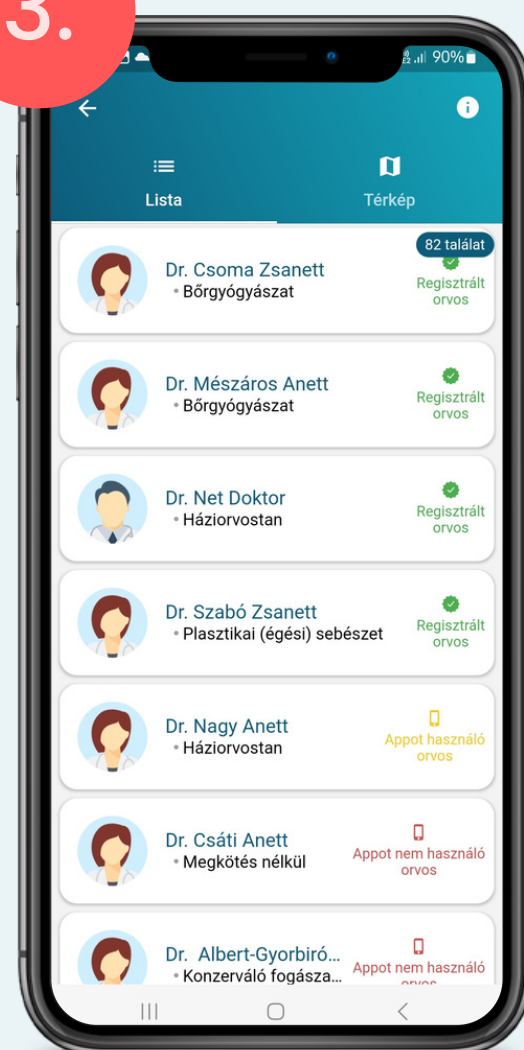 3.
90%
Lista
Térkép
82 találat
Dr. Csoma Zsanett
• Bőrgyógyászat
Regisztrált
orvos
Dr. Mészáros Anett
• Bőrgyógyászat
Regisztrált
orvos
Dr. Net Doktor
• Háziorvostan
Regisztrált
orvos
Dr. Szabó Zsanett
• Plasztikai (égési) sebészet
Regisztrált
orvos
Dr. Nagy Anett
• Háziorvostan
Appot használó
orvos
Dr. Csáti Anett
• Megkötés nélkül
Appot nem használó
orvos
Dr. Albert-Gyorbiró...
• Konzerváló fogásza...
Appot nem használó
orvos